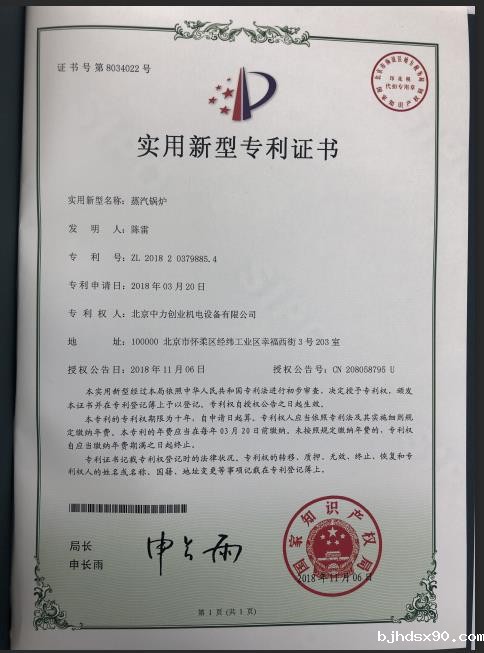 证书号第8034022号
实用新型专利证书
实用新型名称：蒸汽锅炉
发 明 人：陈雷
专 利 号：ZL 2018 2 0379885.4
专利申请日：2018年03月20日
专 利 权 人：北京中力创业机电设备有限公司
地 址：100000 北京市怀柔区经纬工业区幸福西街3号203室
授权公告日：2018年11月06日 授权公告号：CN 208058795 U
本实用新型经过本局依照中华人民共和国专利法进行初步审查，决定授予专利权，颁发
本证书并在专利登记簿上予以登记。专利权自授权公告之日起生效。
本专利的专利权期限为十年，自申请日起算。专利权人应当依照专利法及其实施细则规
定缴纳年费。本专利的年费应当在每年03月20日前缴纳。未按照规定缴纳年费的，专利权
自应当缴纳年费期满之日起终止。
专利证书记载专利权登记时的法律状况。专利权的转移、质押、无效、终止、恢复和专
利权人的姓名或名称、国籍、地址变更等事项记载在专利登记簿上。
局长
申长雨
申长雨
国家知识产权局
2018年11月06日
第 1 页 (共 1 页)
bjhdsx90.com